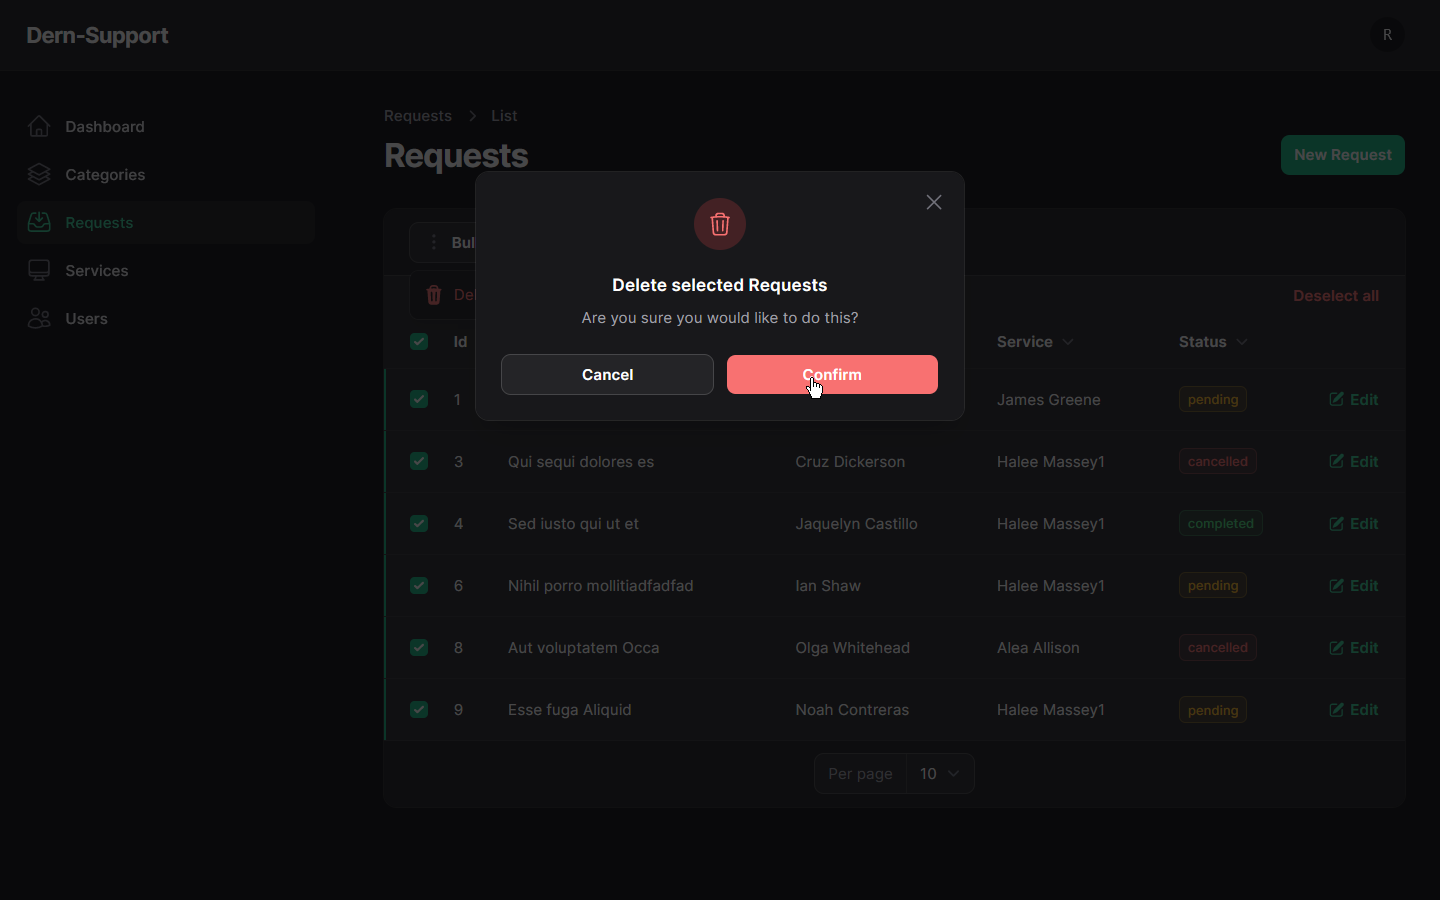 Dern-Support
R
Dashboard
Categories
Requests
Services
Users
Requests > List
Requests
New Request
Bul
Del
Deselect all
Delete selected Requests
Are you sure you would like to do this?
Cancel
Confirm
Id Service Status
1 James Greene pending Edit
3 Qui sequi dolores es Cruz Dickerson Halee Massey1 cancelled Edit
4 Sed iusto qui ut et Jaquelyn Castillo Halee Massey1 completed Edit
6 Nihil porro mollitiadfadfad Ian Shaw Halee Massey1 pending Edit
8 Aut voluptatem Occa Olga Whitehead Alea Allison cancelled Edit
9 Esse fuga Aliquid Noah Contreras Halee Massey1 pending Edit
Per page 10